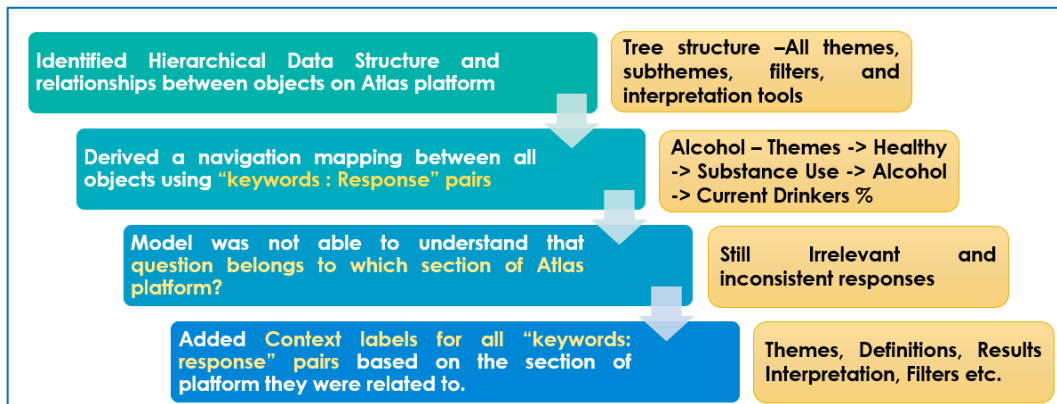 Identified Hierarchical Data Structure and
relationships between objects on Atlas platform
Tree structure –All themes,
subthemes, filters, and
interpretation tools
Derived a navigation mapping between all
objects using “keywords : Response” pairs
Alcohol – Themes -> Healthy
-> Substance Use -> Alcohol
-> Current Drinkers %
Model was not able to understand that
question belongs to which section of Atlas
platform?
Still Irrelevant and
inconsistent responses
Added Context labels for all “keywords:
response” pairs based on the section of
platform they were related to.
Themes, Definitions, Results
Interpretation, Filters etc.